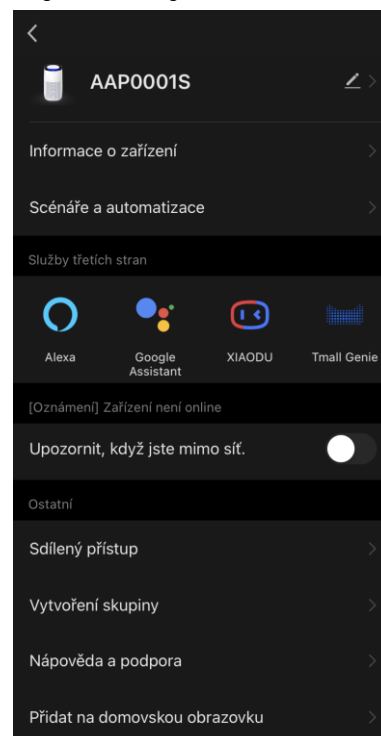 AAP0001S
Informace o zařízení
Scénáře a automatizace
Služby třetích stran
Alexa
Google
Assistant
XIAODU
Tmall Genie
[Oznámení] Zařízení není online
Upozornit, když jste mimo síť.
Ostatní
Sdílený přístup
Vytvoření skupiny
Nápověda a podpora
Přidat na domovskou obrazovku